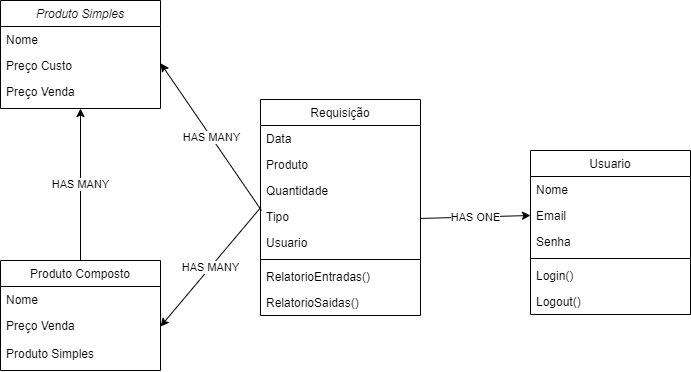 Produto Simples
Nome
Preço Custo
Preço Venda
HAS MANY
HAS MANY
Produto Composto
Nome
Preço Venda
Produto Simples
HAS MANY
Requisição
Data
Produto
Quantidade
Tipo
Usuario
RelatorioEntradas()
RelatorioSaidas()
HAS ONE
Usuario
Nome
Email
Senha
Login()
Logout()